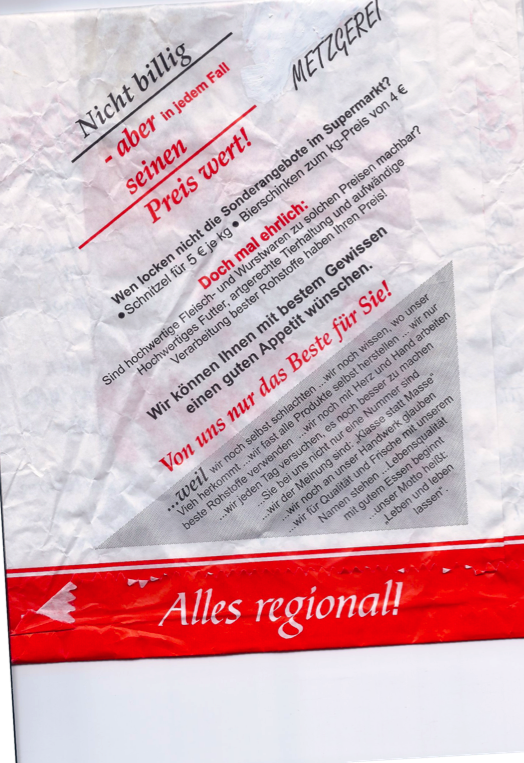 METZGEREI
Nicht billig
- aber in jedem Fall
seinen
Preis wert!
Wen locken nicht die Sonderangebote im Supermarkt?
● Schnitzel für 5 € je kg ● Bierschinken zum kg-Preis von 4 €
Doch mal ehrlich:
Sind hochwertige Fleisch- und Wurstwaren zu solchen Preisen machbar?
Hochwertiges Futter, artgerechte Tierhaltung und aufwändige
Verarbeitung bester Rohstoffe haben Ihren Preis!
Wir können Ihnen mit bestem Gewissen
einen guten Appetit wünschen.
Von uns nur das Beste für Sie!
...weil wir noch selbst schlachten ...wir noch wissen, wo unser
Vieh herkommt ...wir fast alle Produkte selbst herstellen ... wir nur
beste Rohstoffe verwenden ...wir noch mit Herz und Hand arbeiten
...wir jeden Tag versuchen, es noch besser zu machen
...Sie bei uns nicht nur eine Nummer sind
...wir der Meinung sind: „Klasse statt Masse"
...wir noch an unser Handwerk glauben
...wir für Qualität und Frische mit unserem
Namen stehen ...Lebensqualität
mit gutem Essen beginnt
...unser Motto heißt:
„Leben und leben
lassen".
Alles regional!